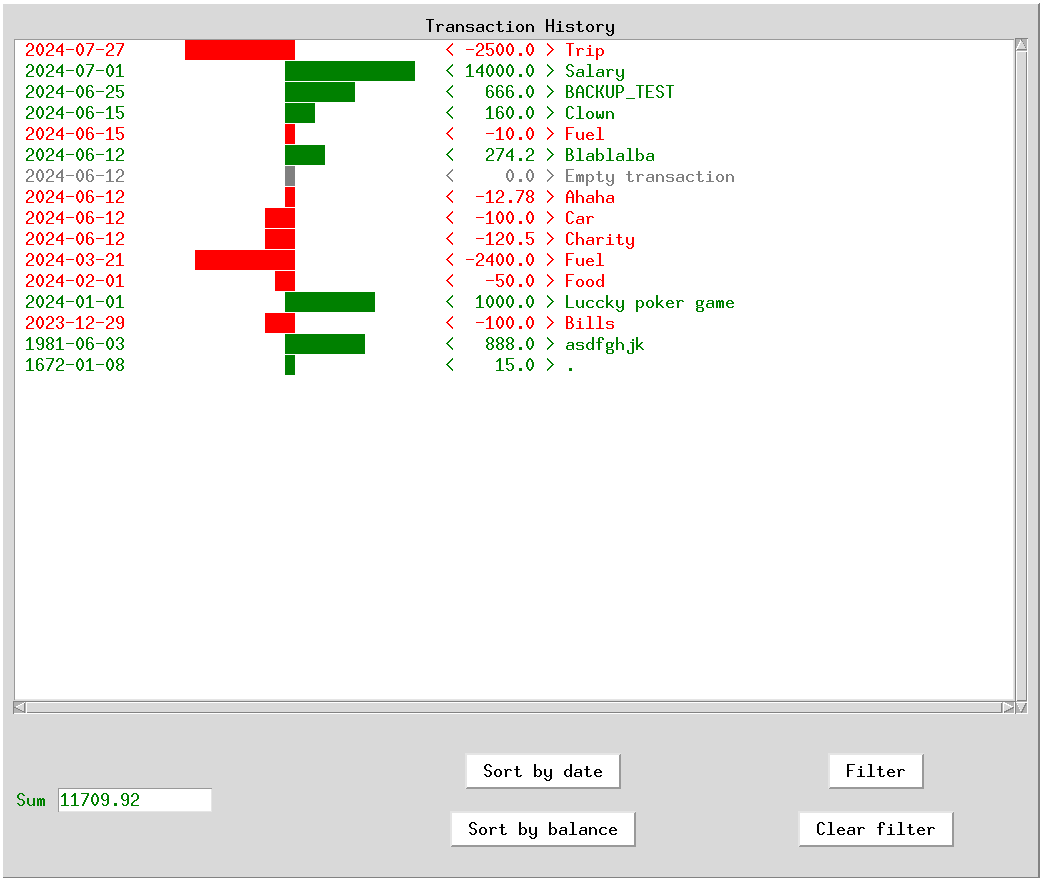 Transaction History
2024-07-27 < -2500.0 > Trip
2024-07-01 < 14000.0 > Salary
2024-06-25 < 666.0 > BACKUP_TEST
2024-06-15 < 160.0 > Clown
2024-06-15 < -10.0 > Fuel
2024-06-12 < 274.2 > Blablalba
2024-06-12 < 0.0 > Empty transaction
2024-06-12 < -12.78 > Ahaha
2024-06-12 < -100.0 > Car
2024-06-12 < -120.5 > Charity
2024-03-21 < -2400.0 > Fuel
2024-02-01 < -50.0 > Food
2024-01-01 < 1000.0 > Luccky poker game
2023-12-29 < -100.0 > Bills
1981-06-03 < 888.0 > asdfghjk
1672-01-08 < 15.0 > .
Sort by date Filter
Sum 11709.92
Sort by balance Clear filter